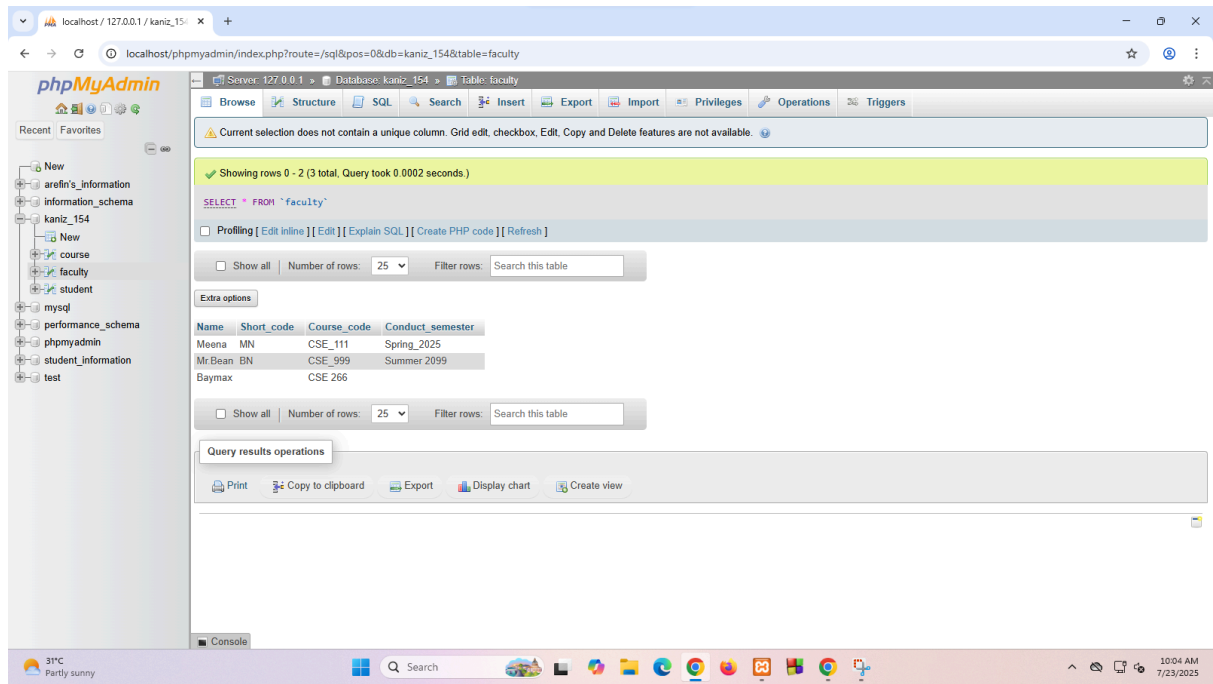 localhost / 127.0.0.1 / kaniz_154
localhost/phpmyadmin/index.php?route=/sql&pos=0&db=kaniz_154&table=faculty
phpMyAdmin
Recent Favorites
New
arefin's_information
information_schema
kaniz_154
New
course
faculty
student
mysql
performance_schema
phpmyadmin
student_information
test
Server: 127.0.0.1 » Database: kaniz_154 » Table: faculty
Browse Structure SQL Search Insert Export Import Privileges Operations Triggers
Current selection does not contain a unique column. Grid edit, checkbox, Edit, Copy and Delete features are not available.
Showing rows 0 - 2 (3 total, Query took 0.0002 seconds.)
SELECT * FROM `faculty`
Profiling [ Edit inline ] [ Edit ] [ Explain SQL ] [ Create PHP code ] [ Refresh ]
Show all Number of rows: 25 Filter rows: Search this table
Extra options
Name Short_code Course_code Conduct_semester
Meena MN CSE_111 Spring_2025
Mr.Bean BN CSE_999 Summer 2099
Baymax CSE 266
Show all Number of rows: 25 Filter rows: Search this table
Query results operations
Print Copy to clipboard Export Display chart Create view
Console
31°C
Partly sunny
Search
10:04 AM
7/23/2025